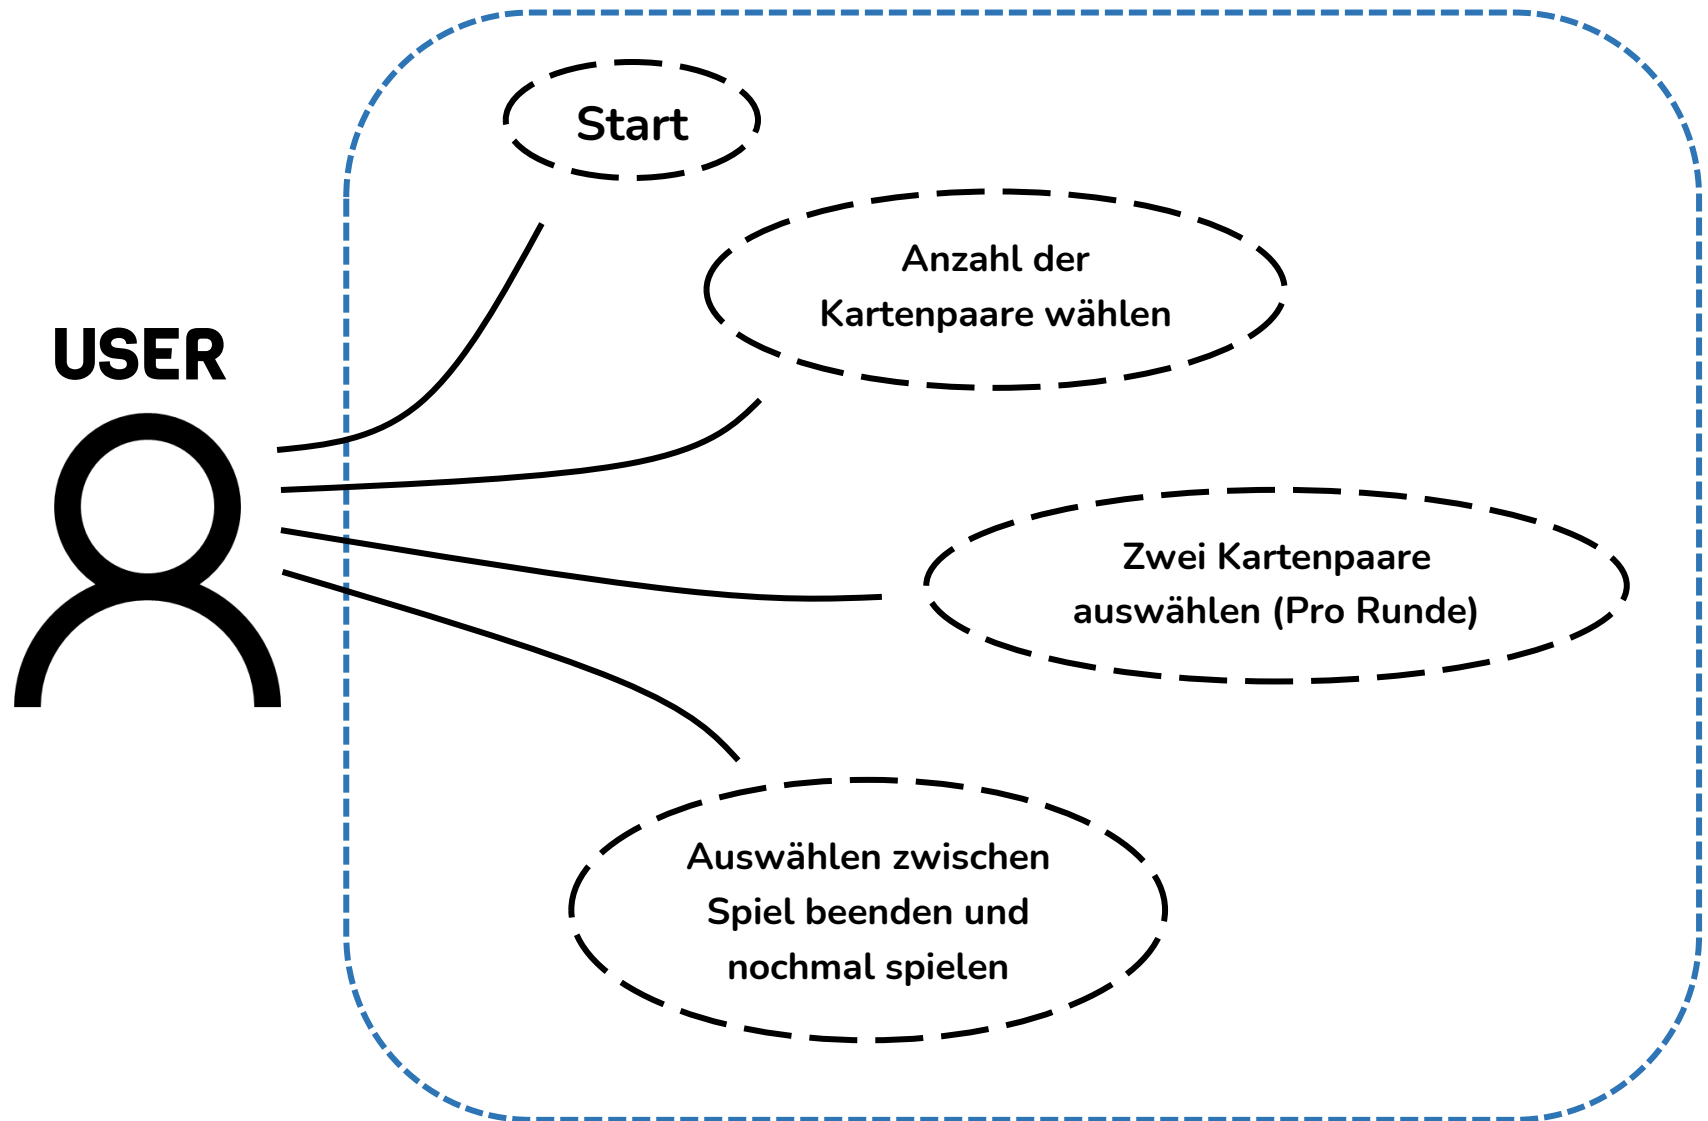 Start
Anzahl der
Kartenpaare wählen
USER
Zwei Kartenpaare
auswählen (Pro Runde)
Auswählen zwischen
Spiel beenden und
nochmal spielen